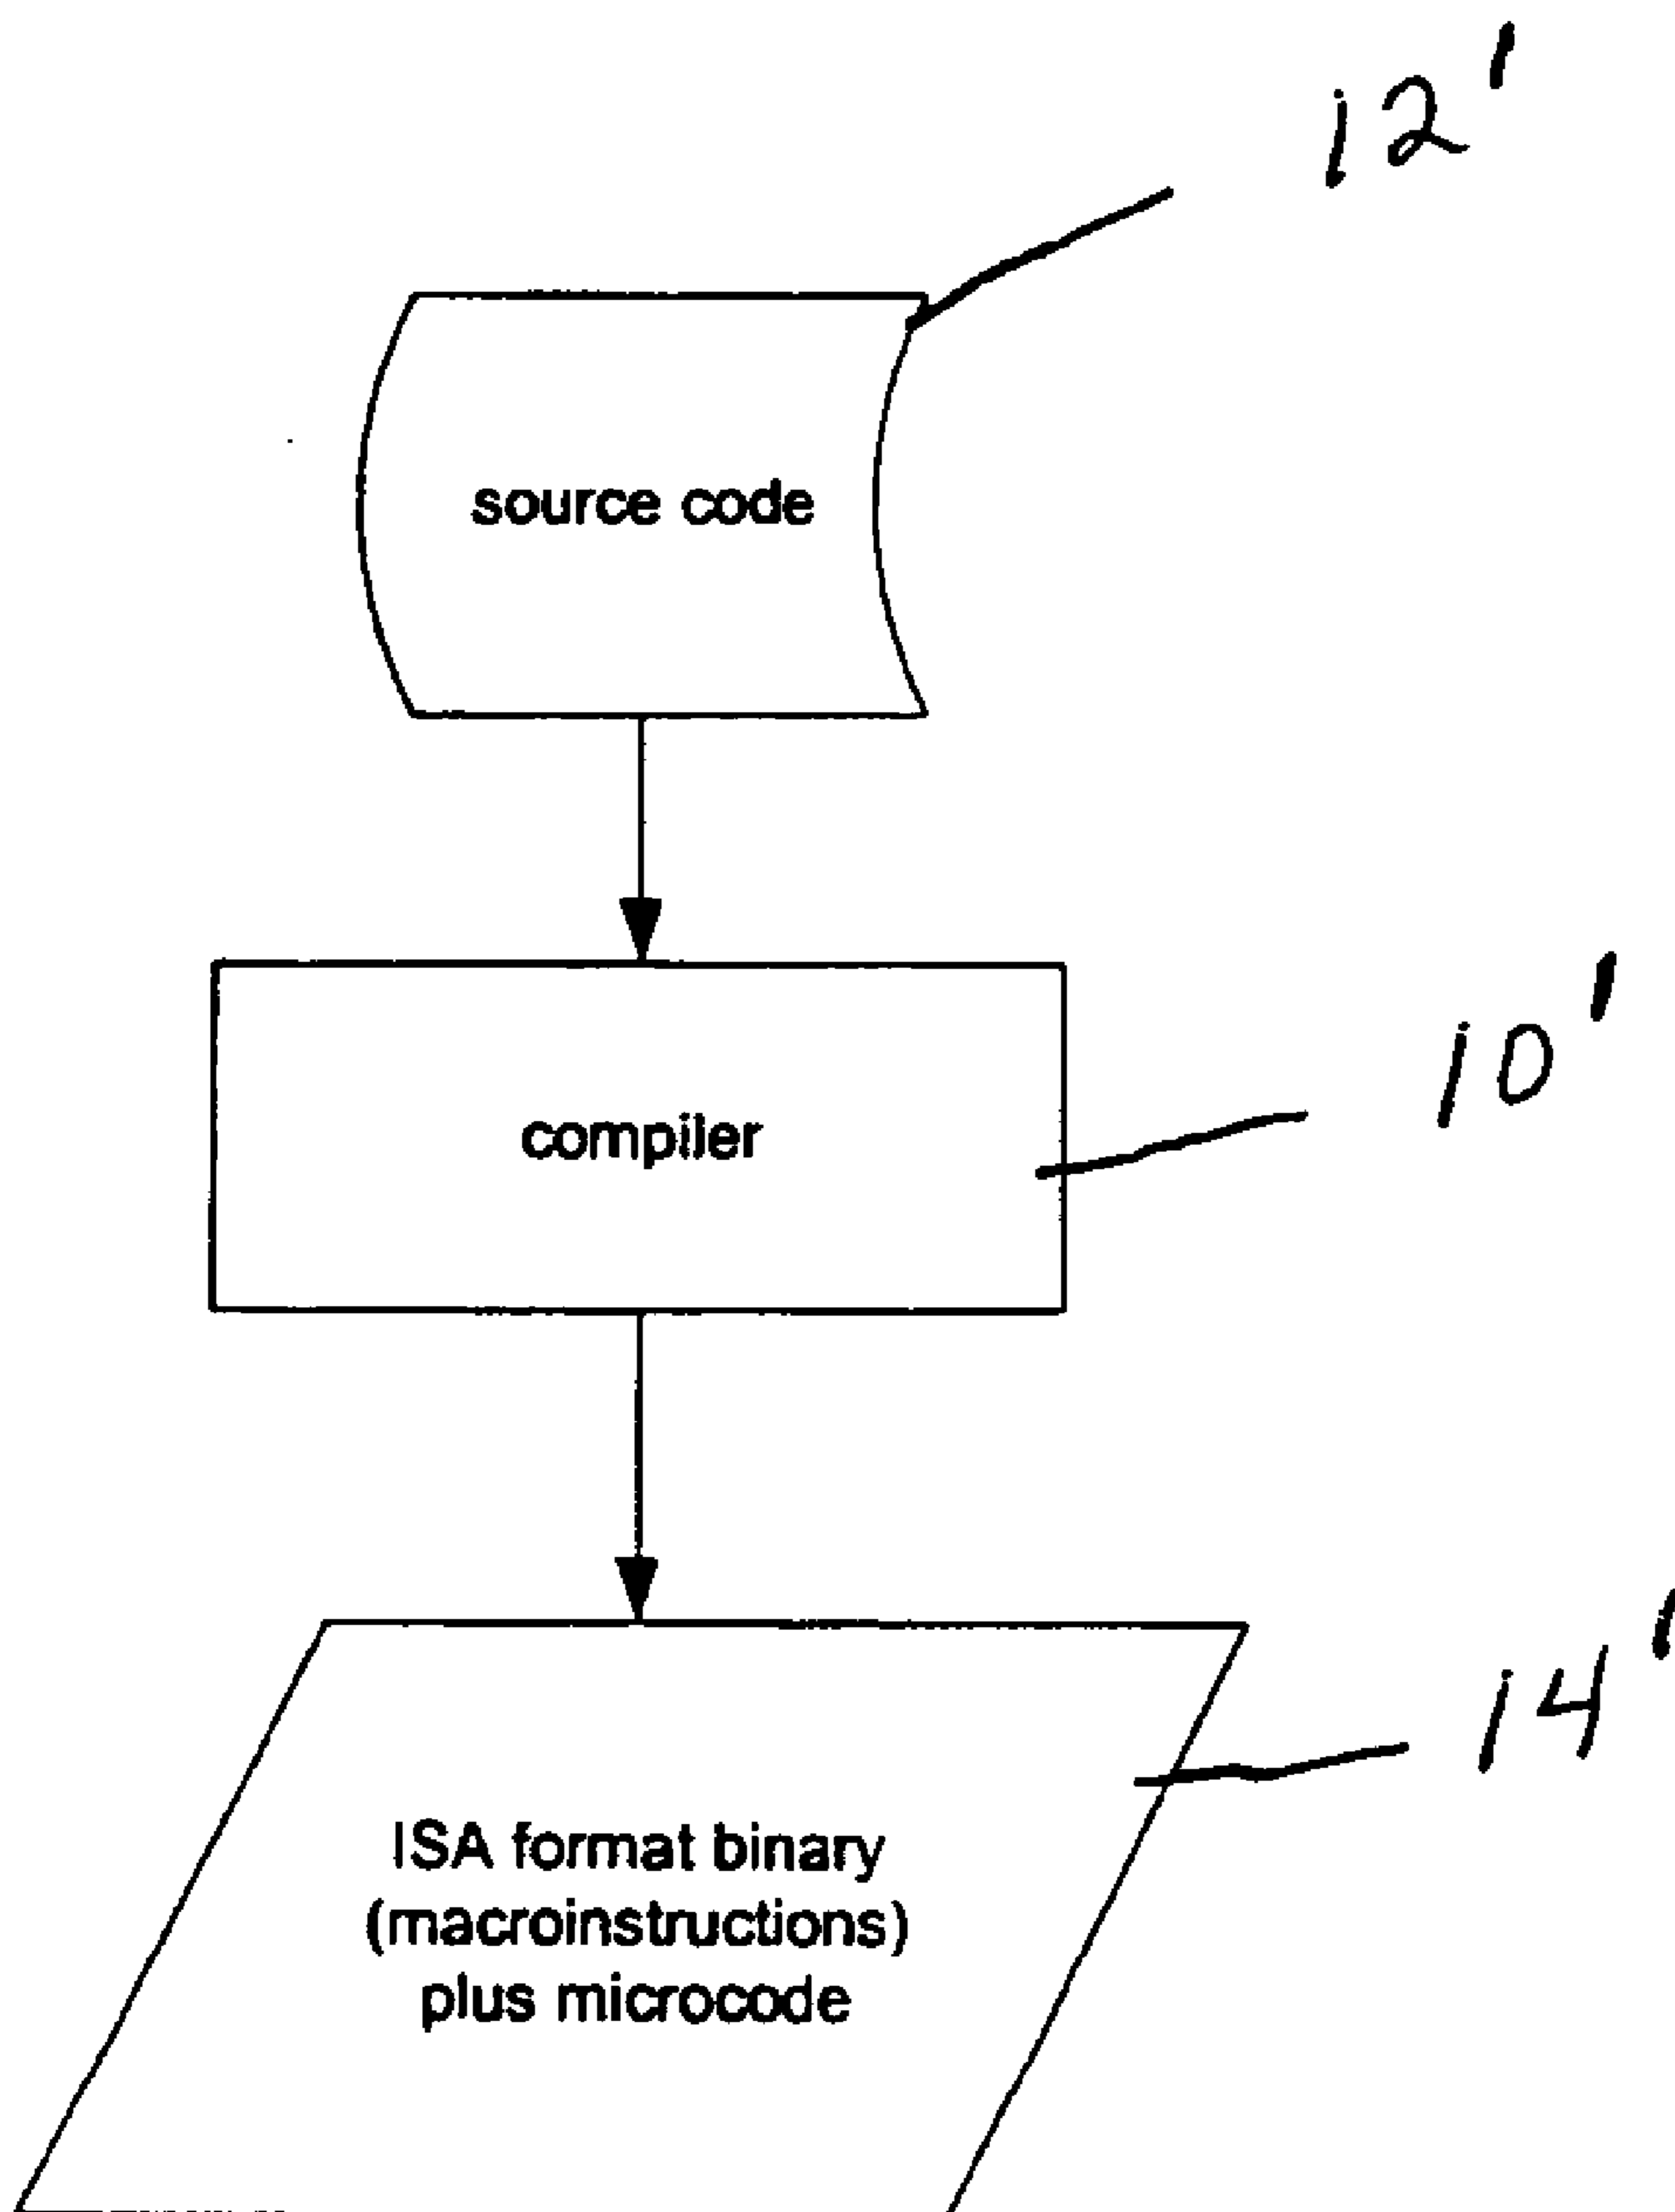 12'
source code
10'
compiler
14'
ISA format binary
(macroinstructions)
plus microcode